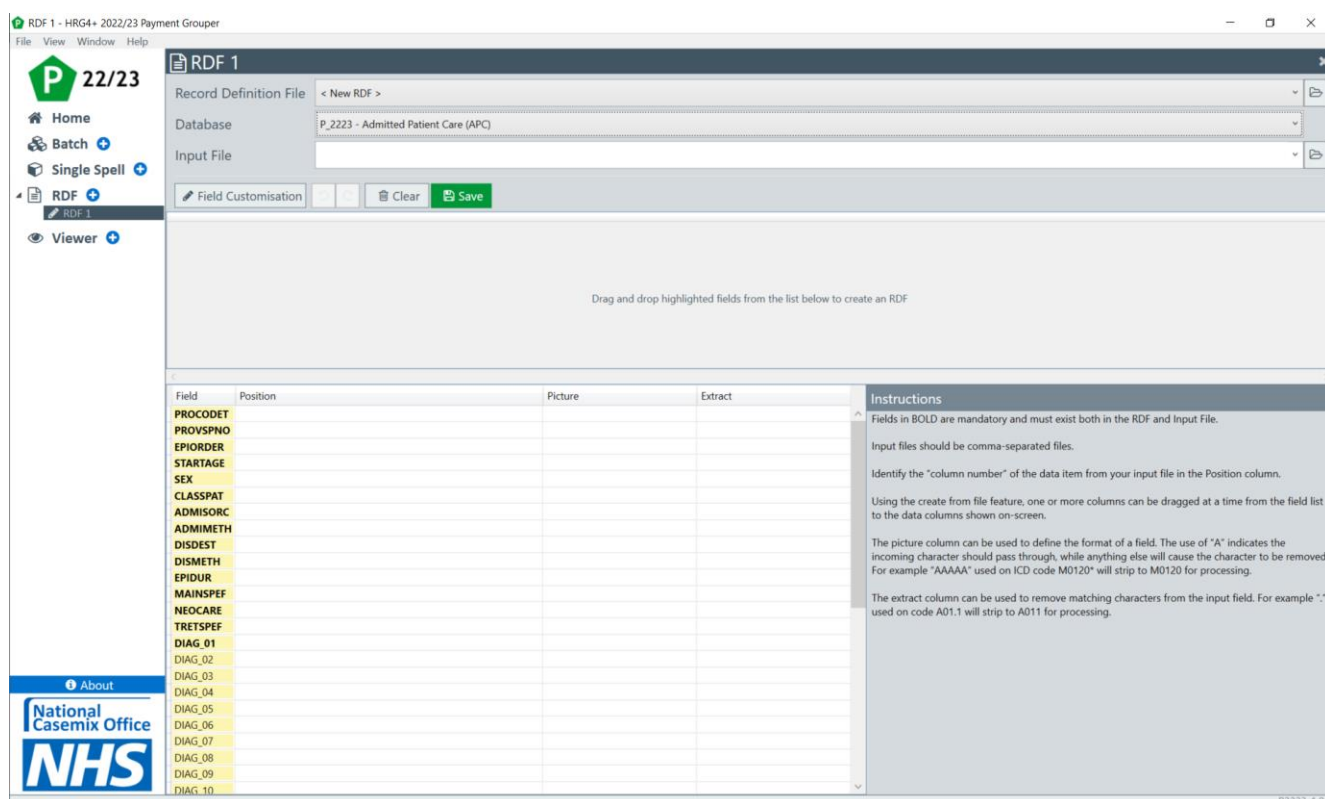 RDF 1 - HRG4+ 2022/23 Payment Grouper
File View Window Help
P 22/23
Home
Batch
Single Spell
RDF
RDF 1
Viewer
RDF 1
Record Definition File < New RDF >
Database P_2223 - Admitted Patient Care (APC)
Input File
Field Customisation Clear Save
Drag and drop highlighted fields from the list below to create an RDF
Field Position Picture Extract
PROCODET
PROVSPNO
EPIORDER
STARTAGE
SEX
CLASSPAT
ADMISORC
ADMIMETH
DISDEST
DISMETH
EPIDUR
MAINSPEF
NEOCARE
TRETSPEF
DIAG_01
DIAG_02
DIAG_03
DIAG_04
DIAG_05
DIAG_06
DIAG_07
DIAG_08
DIAG_09
DIAG_10
Instructions
Fields in BOLD are mandatory and must exist both in the RDF and Input File.
Input files should be comma-separated files.
Identify the "column number" of the data item from your input file in the Position column.
Using the create from file feature, one or more columns can be dragged at a time from the field list
to the data columns shown on-screen.
The picture column can be used to define the format of a field. The use of "A" indicates the
incoming character should pass through, while anything else will cause the character to be removed
For example "AAAAA" used on ICD code M0120* will strip to M0120 for processing.
The extract column can be used to remove matching characters from the input field. For example "."
used on code A01.1 will strip to A011 for processing.
About
National
Casemix Office
NHS